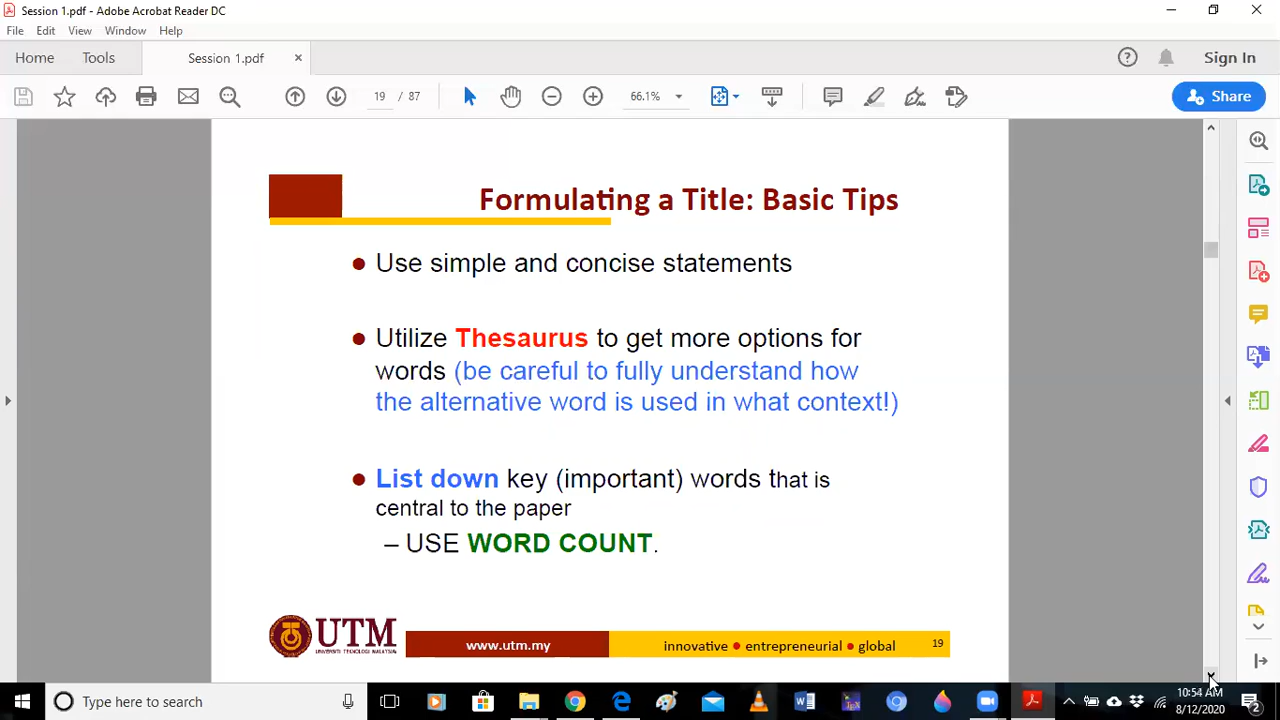 Session 1.pdf - Adobe Acrobat Reader DC
File Edit View Window Help
Home Tools Session 1.pdf × Sign In
19 / 87 66.1% Share
Formulating a Title: Basic Tips
● Use simple and concise statements
● Utilize Thesaurus to get more options for
words (be careful to fully understand how
the alternative word is used in what context!)
● List down key (important) words that is
central to the paper
– USE WORD COUNT.
UTM
UNIVERSITI TEKNOLOGI MALAYSIA
www.utm.my
innovative ● entrepreneurial ● global
19
Type here to search
10:54 AM
8/12/2020
2